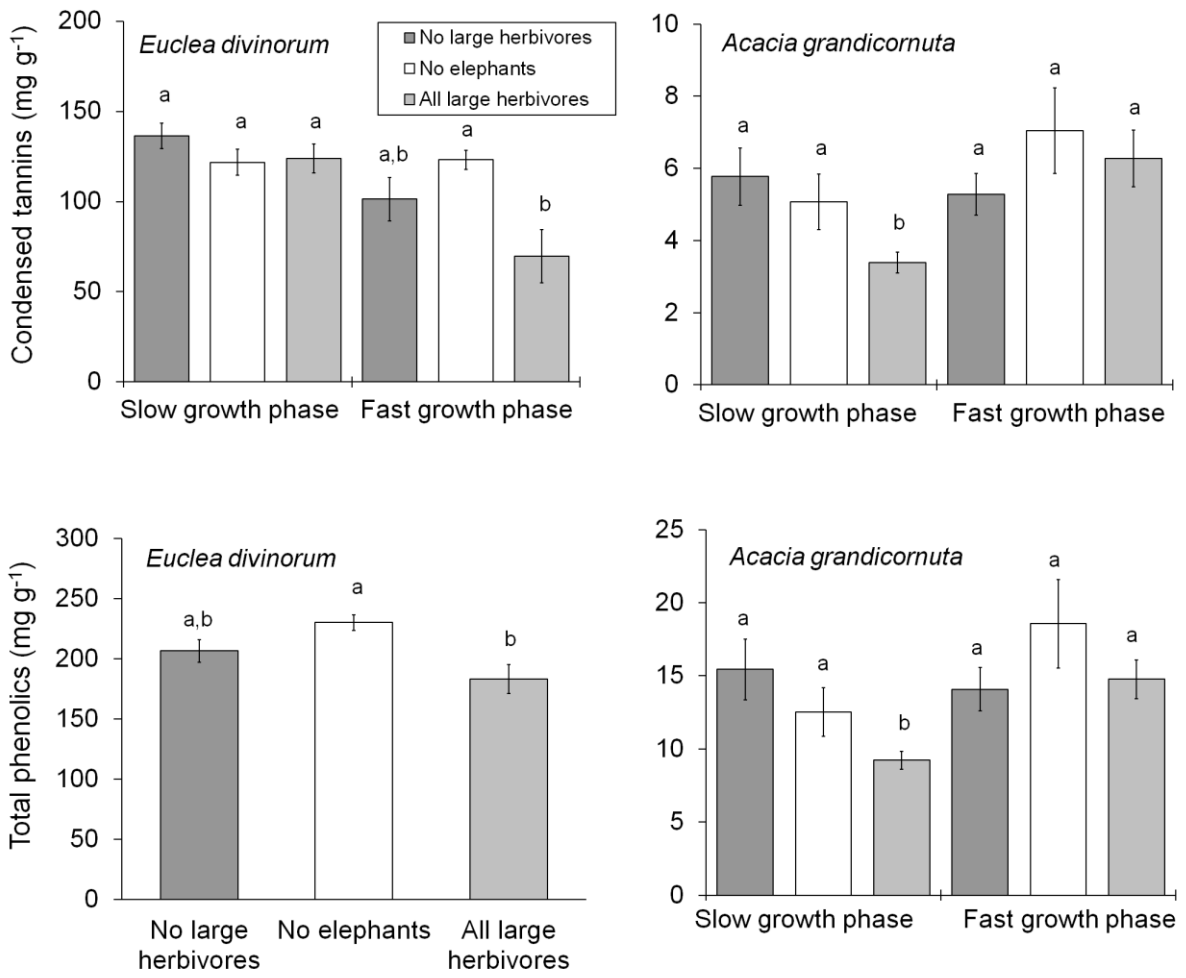 Condensed tannins (mg g⁻¹)
200
150
100
50
0
Euclea divinorum
No large herbivores
No elephants
All large herbivores
a
a
a
a,b
a
b
Slow growth phase
Fast growth phase
10
8
6
4
2
0
Acacia grandicornuta
a
a
b
a
a
a
Slow growth phase
Fast growth phase
Total phenolics (mg g⁻¹)
300
250
200
150
100
50
0
Euclea divinorum
a,b
a
b
No large
herbivores
No elephants
All large
herbivores
25
20
15
10
5
0
Acacia grandicornuta
a
a
b
a
a
a
Slow growth phase
Fast growth phase